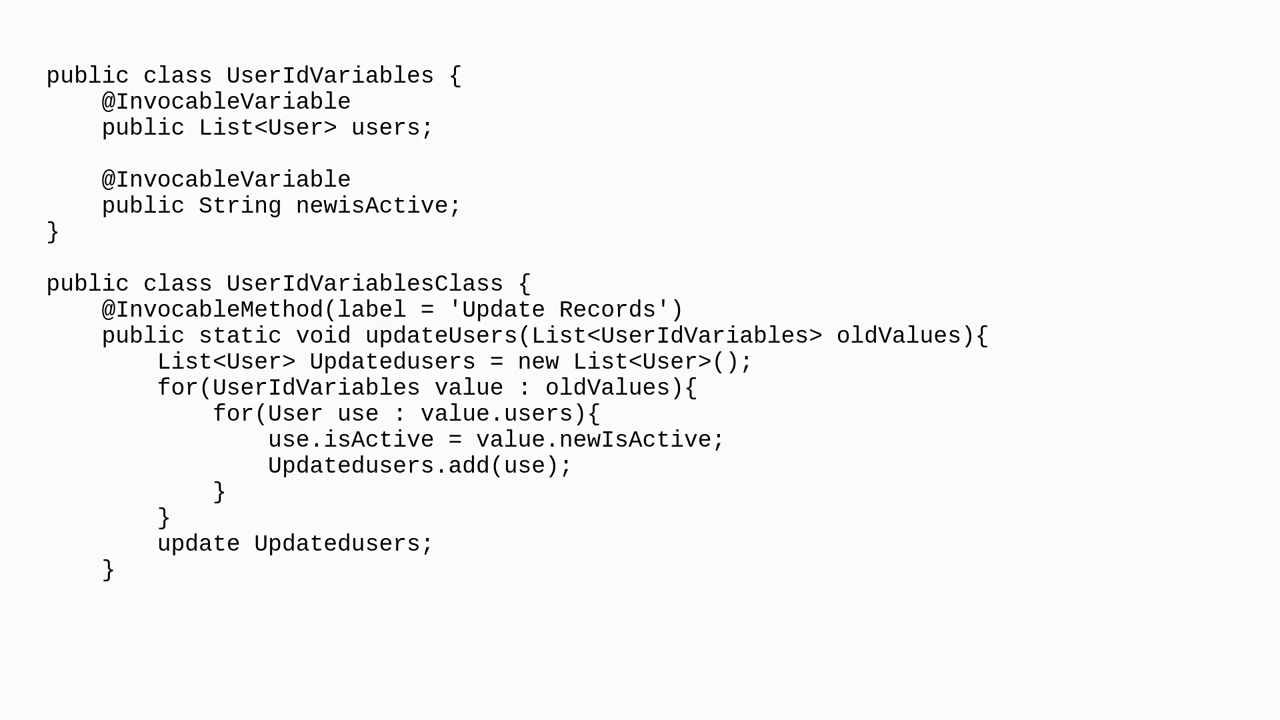 public class UserIdVariables {
    @InvocableVariable
    public List<User> users;

    @InvocableVariable
    public String newisActive;
}

public class UserIdVariablesClass {
    @InvocableMethod(label = 'Update Records')
    public static void updateUsers(List<UserIdVariables> oldValues){
        List<User> Updatedusers = new List<User>();
        for(UserIdVariables value : oldValues){
            for(User use : value.users){
                use.isActive = value.newIsActive;
                Updatedusers.add(use);
            }
        }
        update Updatedusers;
    }